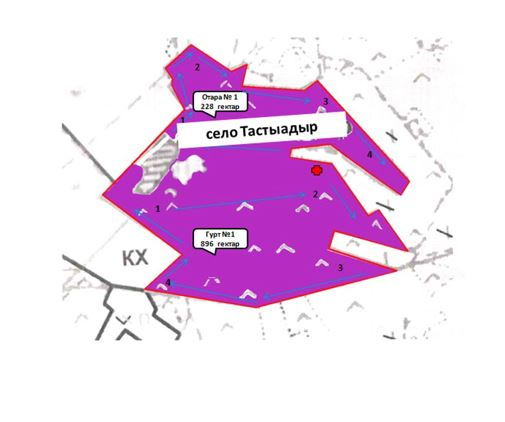 2
3
Отара № 1
228 гектар
1
село Тастыадыр
4
2
1
Гурт №1
896 гектар
КХ
3
4